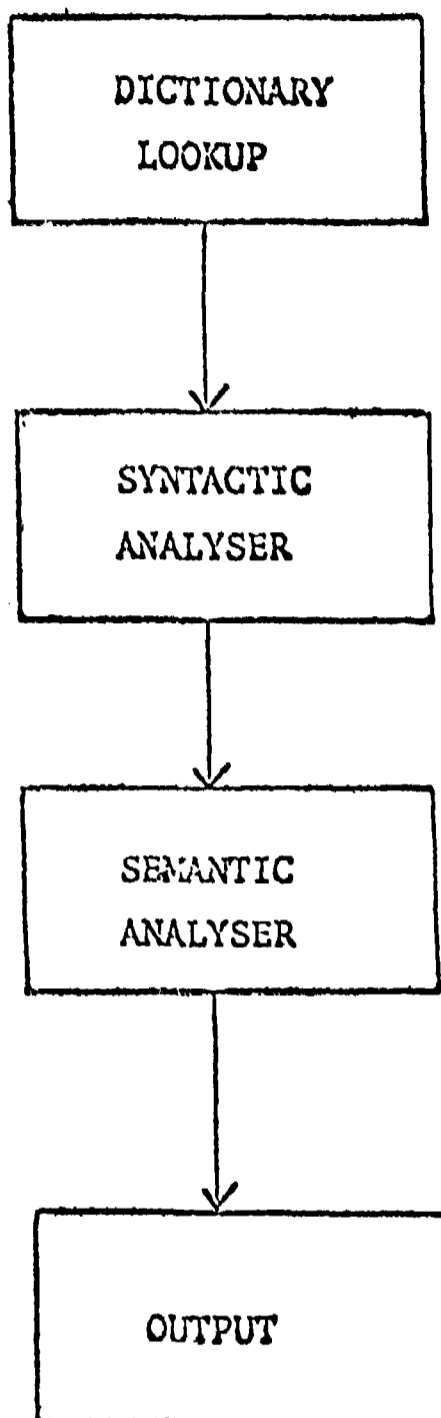 DICTIONARY
LOOKUP
SYNTACTIC
ANALYSER
SEMANTIC
ANALYSER
OUTPUT